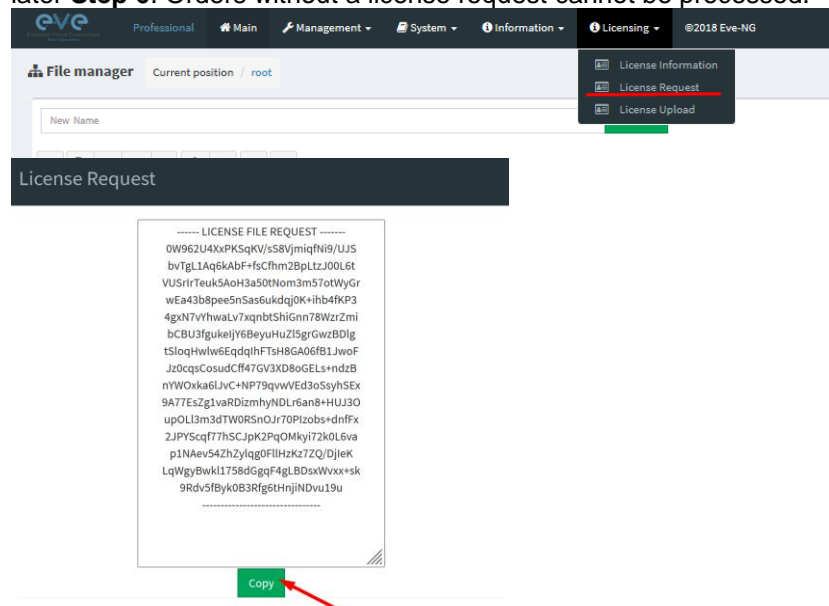 later Step 6. Orders without a license request cannot be processed.
eve
Professional Main Management System Information Licensing ©2018 Eve-NG
File manager Current position / root
License Information
License Request
License Upload
New Name
License Request
------ LICENSE FILE REQUEST -------
0W962U4XxPKSqKV/sS8VjmiqfNi9/UJS
bvTgL1Aq6kAbF+fsCfhm2BpLtzJ00L6t
VUSrIrTeuk5AoH3a50tNom3m57otWyGr
wEa43b8pee5nSas6ukdqj0K+ihb4fKP3
4gxN7vYhwaLv7xqnbtShiGnn78WzrZmi
bCBU3fgukeIjY6BeyuHuZl5grGwzBDlg
tSloqHwlw6EqdqIhFTsH8GA06fB1JwoF
Jz0cqsCosudCff47GV3XD8oGELs+ndzB
nYWOxka6lJvC+NP79qvwVEd3oSsyhSEx
9A77EsZg1vaRDizmhyNDLr6an8+HUJ3O
upOLl3m3dTW0RSnOJr70PIzobs+dnfFx
2JPYScqf77hSCJpK2PqOMkyi72k0L6va
p1NAev54ZhZylqg0FllHzKz7ZQ/DjIeK
LqWgyBwkl1758dGgqF4gLBDsxWvxx+sk
9Rdv5fByk0B3Rfg6tHnjiNDvu19u
--------------------------------
Copy